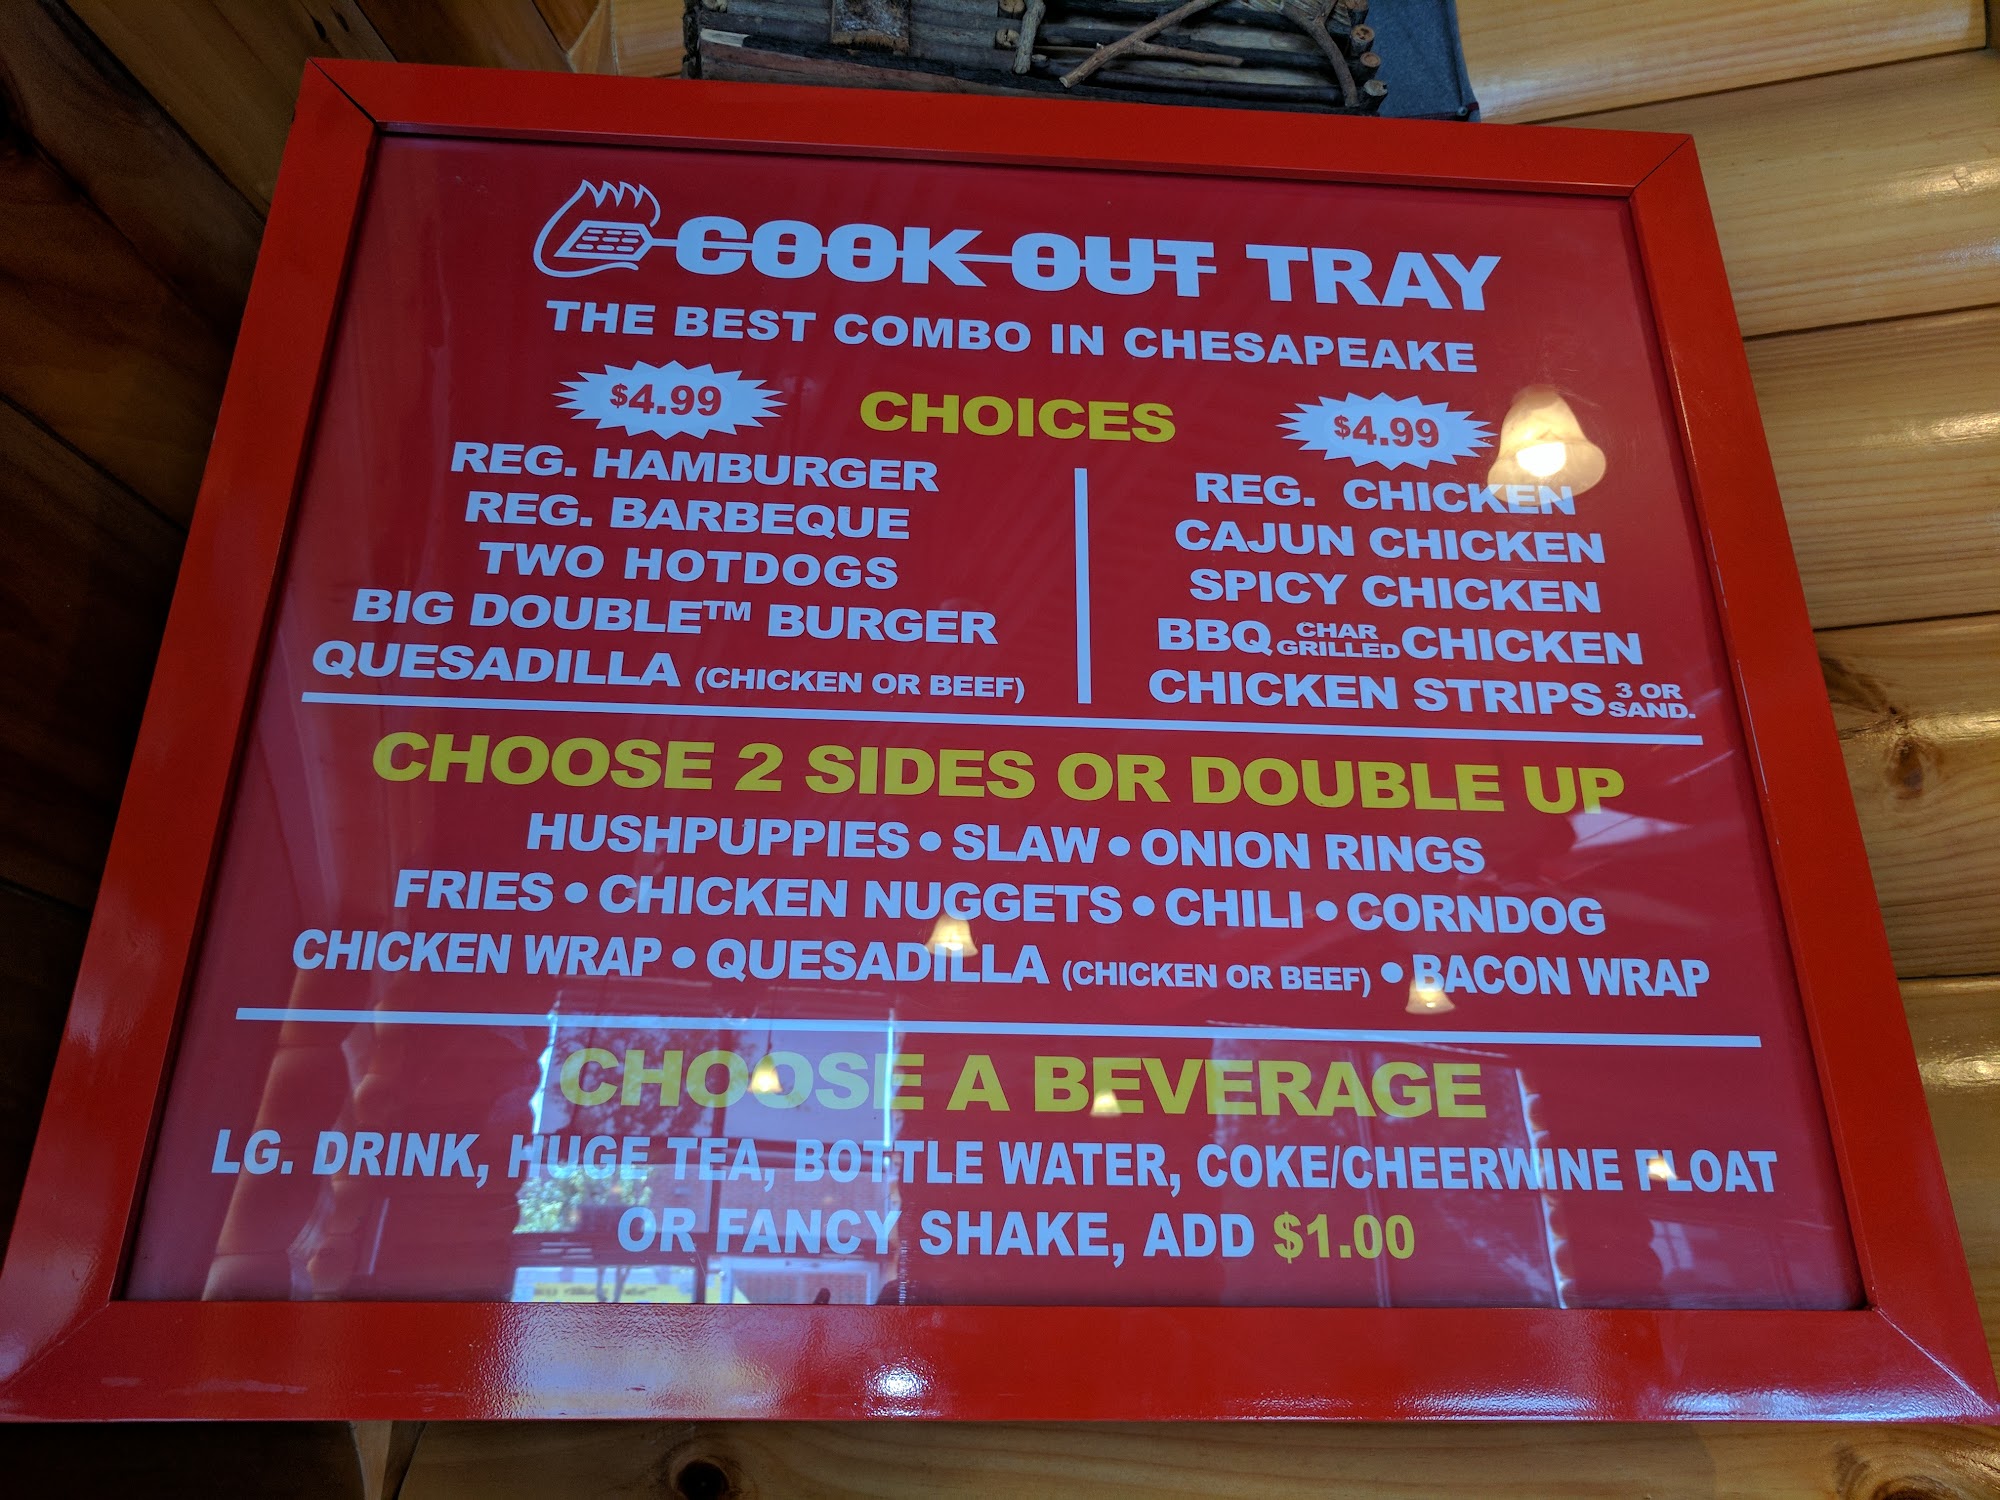 COOK OUT TRAY
THE BEST COMBO IN CHESAPEAKE
$4.99
CHOICES
$4.99
REG. HAMBURGER
REG. BARBEQUE
TWO HOTDOGS
BIG DOUBLE™ BURGER
QUESADILLA (CHICKEN OR BEEF)
REG. CHICKEN
CAJUN CHICKEN
SPICY CHICKEN
BBQ CHAR GRILLED CHICKEN
CHICKEN STRIPS 3 OR SAND.
CHOOSE 2 SIDES OR DOUBLE UP
HUSHPUPPIES • SLAW • ONION RINGS
FRIES • CHICKEN NUGGETS • CHILI • CORNDOG
CHICKEN WRAP • QUESADILLA (CHICKEN OR BEEF) • BACON WRAP
CHOOSE A BEVERAGE
LG. DRINK, HUGE TEA, BOTTLE WATER, COKE/CHEERWINE FLOAT
OR FANCY SHAKE, ADD $1.00